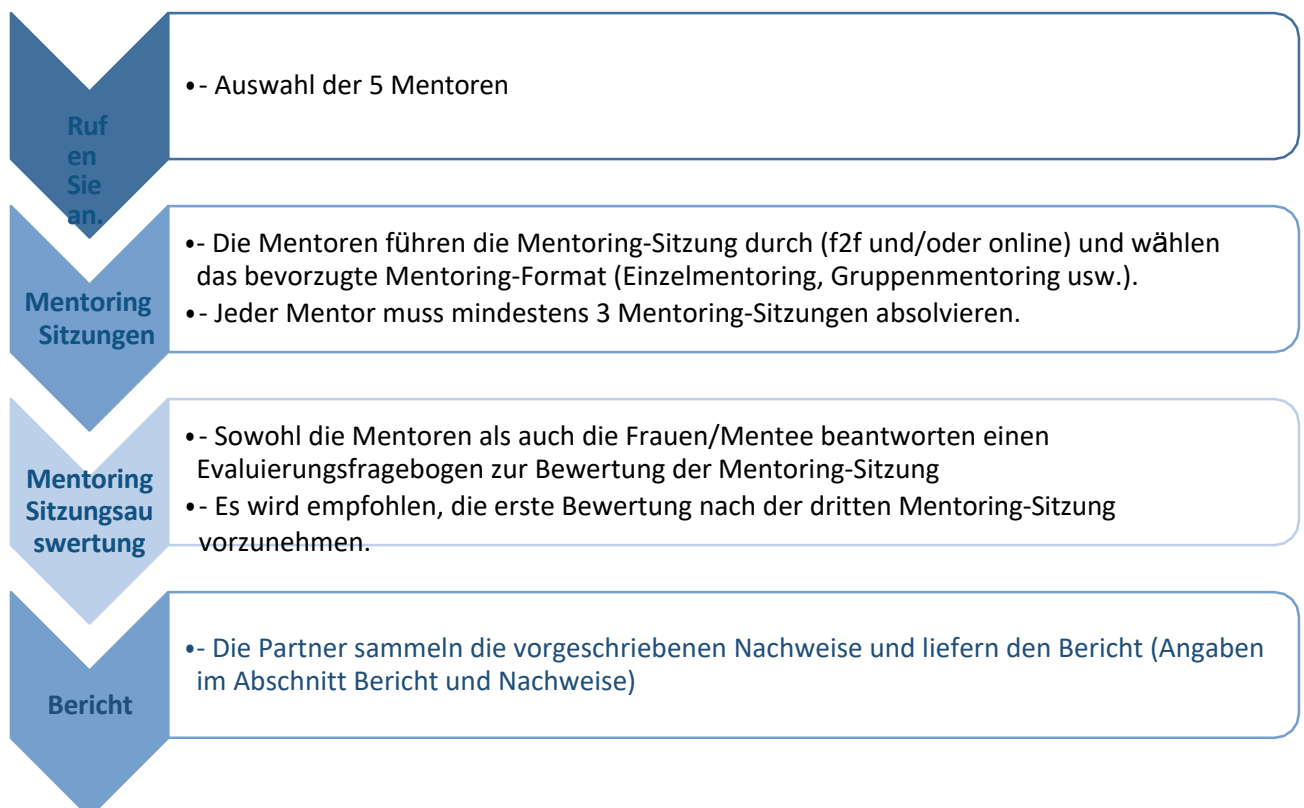 Ruf
en
Sie
an.
•- Auswahl der 5 Mentoren
Mentoring
Sitzungen
•- Die Mentoren führen die Mentoring-Sitzung durch (f2f und/oder online) und wählen
das bevorzugte Mentoring-Format (Einzelmentoring, Gruppenmentoring usw.).
•- Jeder Mentor muss mindestens 3 Mentoring-Sitzungen absolvieren.
Mentoring
Sitzungsau
swertung
•- Sowohl die Mentoren als auch die Frauen/Mentee beantworten einen
Evaluierungsfragebogen zur Bewertung der Mentoring-Sitzung
•- Es wird empfohlen, die erste Bewertung nach der dritten Mentoring-Sitzung
vorzunehmen.
Bericht
•- Die Partner sammeln die vorgeschriebenen Nachweise und liefern den Bericht (Angaben
im Abschnitt Bericht und Nachweise)